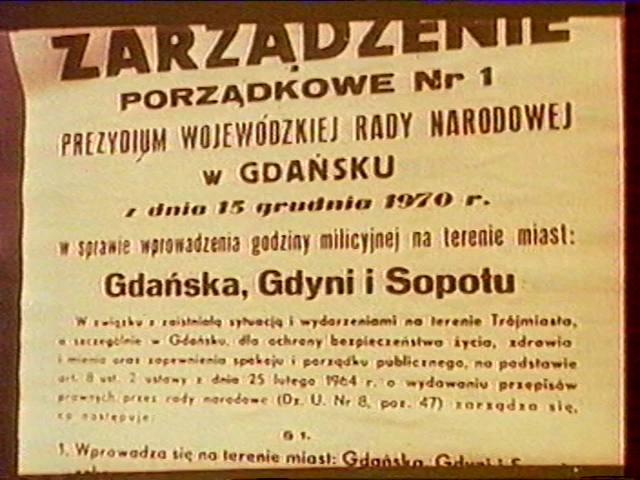 ZARZĄDZENIE
PORZĄDKOWE Nr 1
PREZYDIUM WOJEWÓDZKIEJ RADY NARODOWEJ
w GDAŃSKU
z dnia 15 grudnia 1970 r.
w sprawie wprowadzenia godziny milicyjnej na terenie miast:
Gdańska, Gdyni i Sopotu
W związku z zaistniałą sytuacją i wydarzeniami na terenie Trójmiasta,
a szczególnie w Gdańsku, dla ochrony bezpieczeństwa życia, zdrowia
i mienia oraz zapewnienia spokoju i porządku publicznego, na podstawie
art. 8 ust. 2 ustawy z dnia 25 lutego 1964 r. o wydawaniu przepisów
prawnych przez rady narodowe (Dz. U. Nr 8, poz. 47) zarządza się,
co następuje:
§ 1.
1. Wprowadza się na terenie miast: Gdańska, Gdyni i